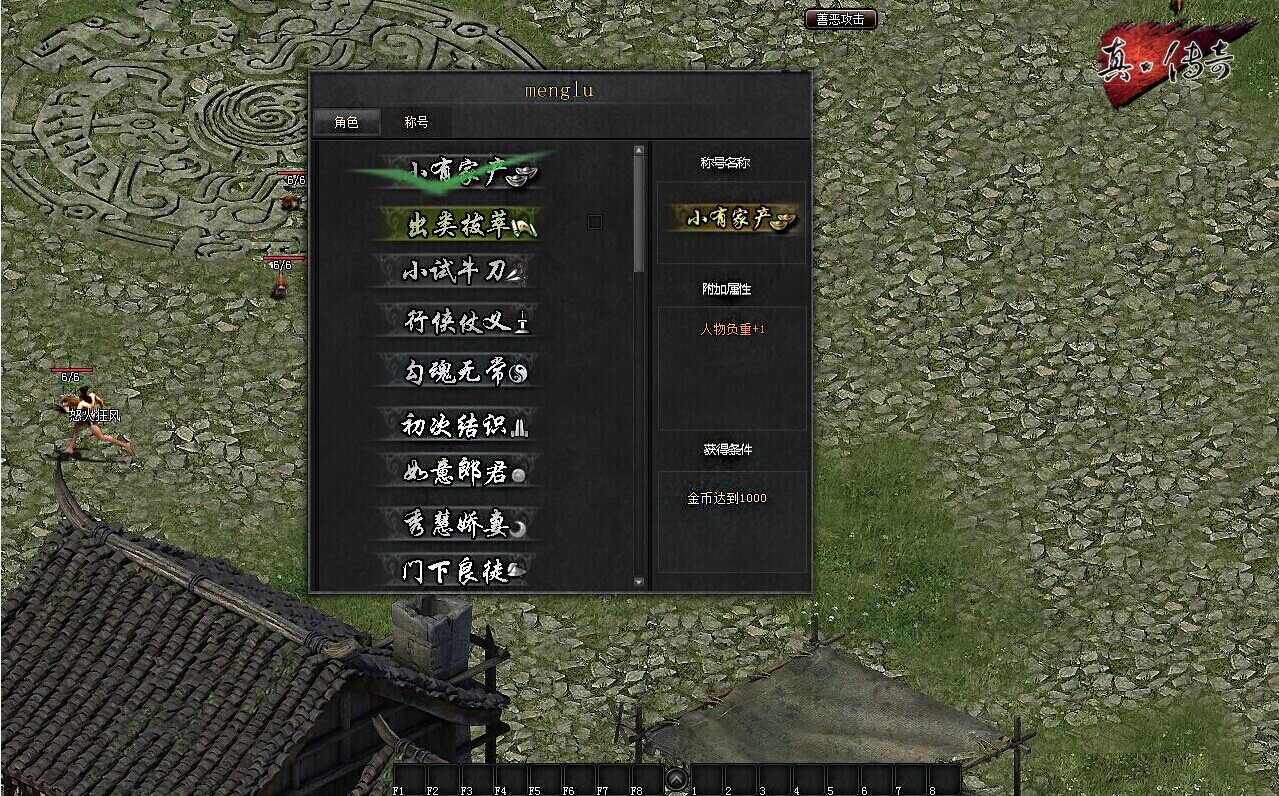 善恶攻击
真·传奇
menglu
角色 称号
小有家产
出类拔萃
小试牛刀
行侠仗义
勾魂无常
初次结识
如意郎君
秀慧娇妻
门下良徒
称号名称
小有家产
附加属性
人物负重+1
获得条件
金币达到1000
6/6
6/6
6/6
怒火狂风
F1 F2 F3 F4 F5 F6 F7 F8 1 2 3 4 5 6 7 8